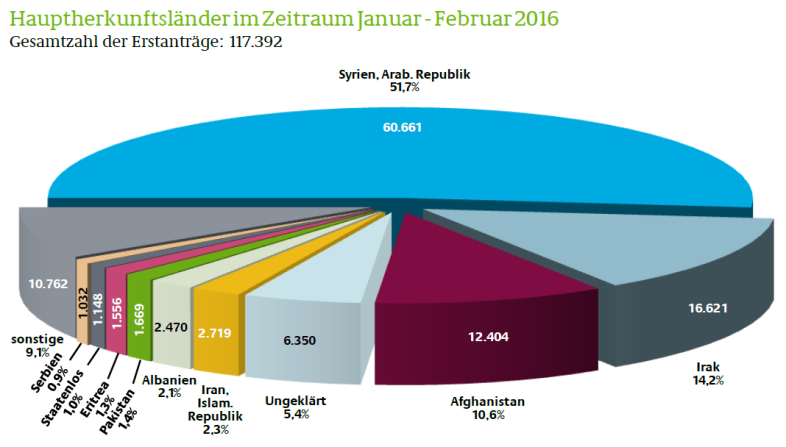 Hauptherkunftsländer im Zeitraum Januar - Februar 2016
Gesamtzahl der Erstanträge: 117.392
Syrien, Arab. Republik
51,7%
60.661
10.762
1.032
1.148
1.556
1.669
2.470
2.719
6.350
12.404
16.621
sonstige
9,1%
Serbien
0,9%
Staatenlos
1,0%
Eritrea
1,3%
Pakistan
1,4%
Albanien
2,1%
Iran,
Islam.
Republik
2,3%
Ungeklärt
5,4%
Afghanistan
10,6%
Irak
14,2%